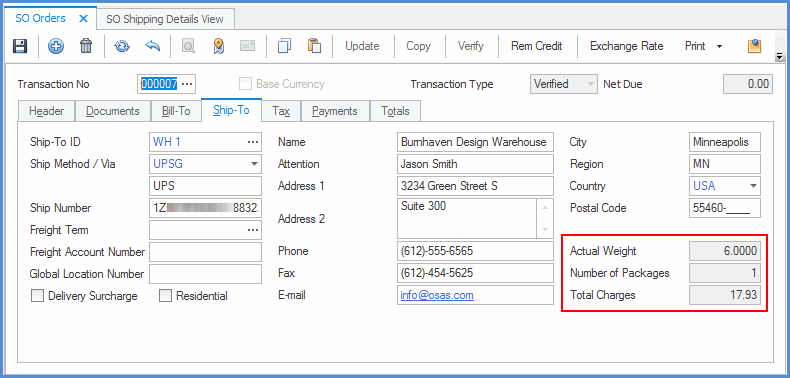 SO Orders
SO Shipping Details View
Update Copy Verify Rem Credit Exchange Rate Print
Transaction No 000007 ... Base Currency Transaction Type Verified Net Due 0.00
Header Documents Bill-To Ship-To Tax Payments Totals
Ship-To ID WH 1 ... Name Burnhaven Design Warehouse City Minneapolis
Ship Method / Via UPSG Attention Jason Smith Region MN
UPS Address 1 3234 Green Street S Country USA
Ship Number 1Z 8832 Address 2 Suite 300 Postal Code 55460-____
Freight Term ...
Freight Account Number Phone (612)-555-6565 Actual Weight 6.0000
Global Location Number Fax (612)-454-5625 Number of Packages 1
Delivery Surcharge Residential E-mail info@osas.com Total Charges 17.93